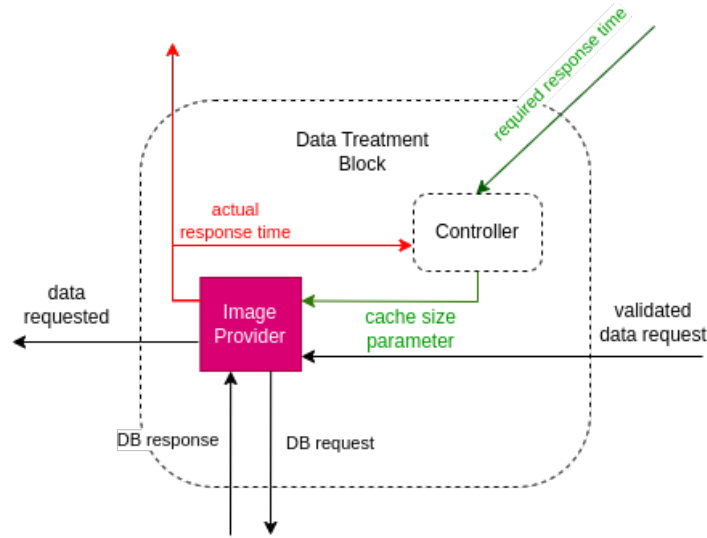 required response time
Data Treatment
Block
actual
response time
Controller
data
requested
Image
Provider
cache size
parameter
validated
data request
DB response
DB request